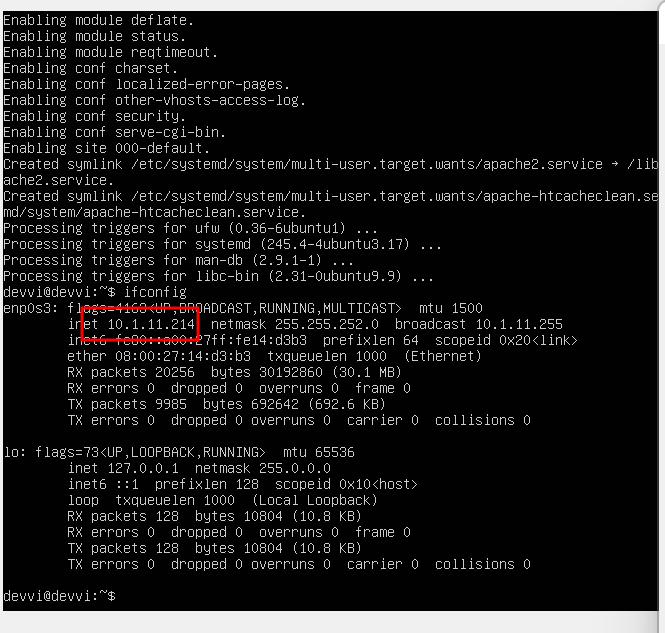 Enabling module deflate.
Enabling module status.
Enabling module reqtimeout.
Enabling conf charset.
Enabling conf localized-error-pages.
Enabling conf other-vhosts-access-log.
Enabling conf security.
Enabling conf serve-cgi-bin.
Enabling site 000-default.
Created symlink /etc/systemd/system/multi-user.target.wants/apache2.service → /lib
ache2.service.
Created symlink /etc/systemd/system/multi-user.target.wants/apache-htcacheclean.se
md/system/apache-htcacheclean.service.
Processing triggers for ufw (0.36-6ubuntu1) ...
Processing triggers for systemd (245.4-4ubuntu3.17) ...
Processing triggers for man-db (2.9.1-1) ...
Processing triggers for libc-bin (2.31-0ubuntu9.9) ...
devvi@devvi:~$ ifconfig
enp0s3: flags=4163<UP,BROADCAST,RUNNING,MULTICAST>  mtu 1500
        inet 10.1.11.214  netmask 255.255.252.0  broadcast 10.1.11.255
        inet6 fe80::a00:27ff:fe14:d3b3  prefixlen 64  scopeid 0x20<link>
        ether 08:00:27:14:d3:b3  txqueuelen 1000  (Ethernet)
        RX packets 20256  bytes 30192860 (30.1 MB)
        RX errors 0  dropped 0  overruns 0  frame 0
        TX packets 9985  bytes 692642 (692.6 KB)
        TX errors 0  dropped 0 overruns 0  carrier 0  collisions 0
lo: flags=73<UP,LOOPBACK,RUNNING>  mtu 65536
        inet 127.0.0.1  netmask 255.0.0.0
        inet6 ::1  prefixlen 128  scopeid 0x10<host>
        loop  txqueuelen 1000  (Local Loopback)
        RX packets 128  bytes 10804 (10.8 KB)
        RX errors 0  dropped 0  overruns 0  frame 0
        TX packets 128  bytes 10804 (10.8 KB)
        TX errors 0  dropped 0 overruns 0  carrier 0  collisions 0
devvi@devvi:~$